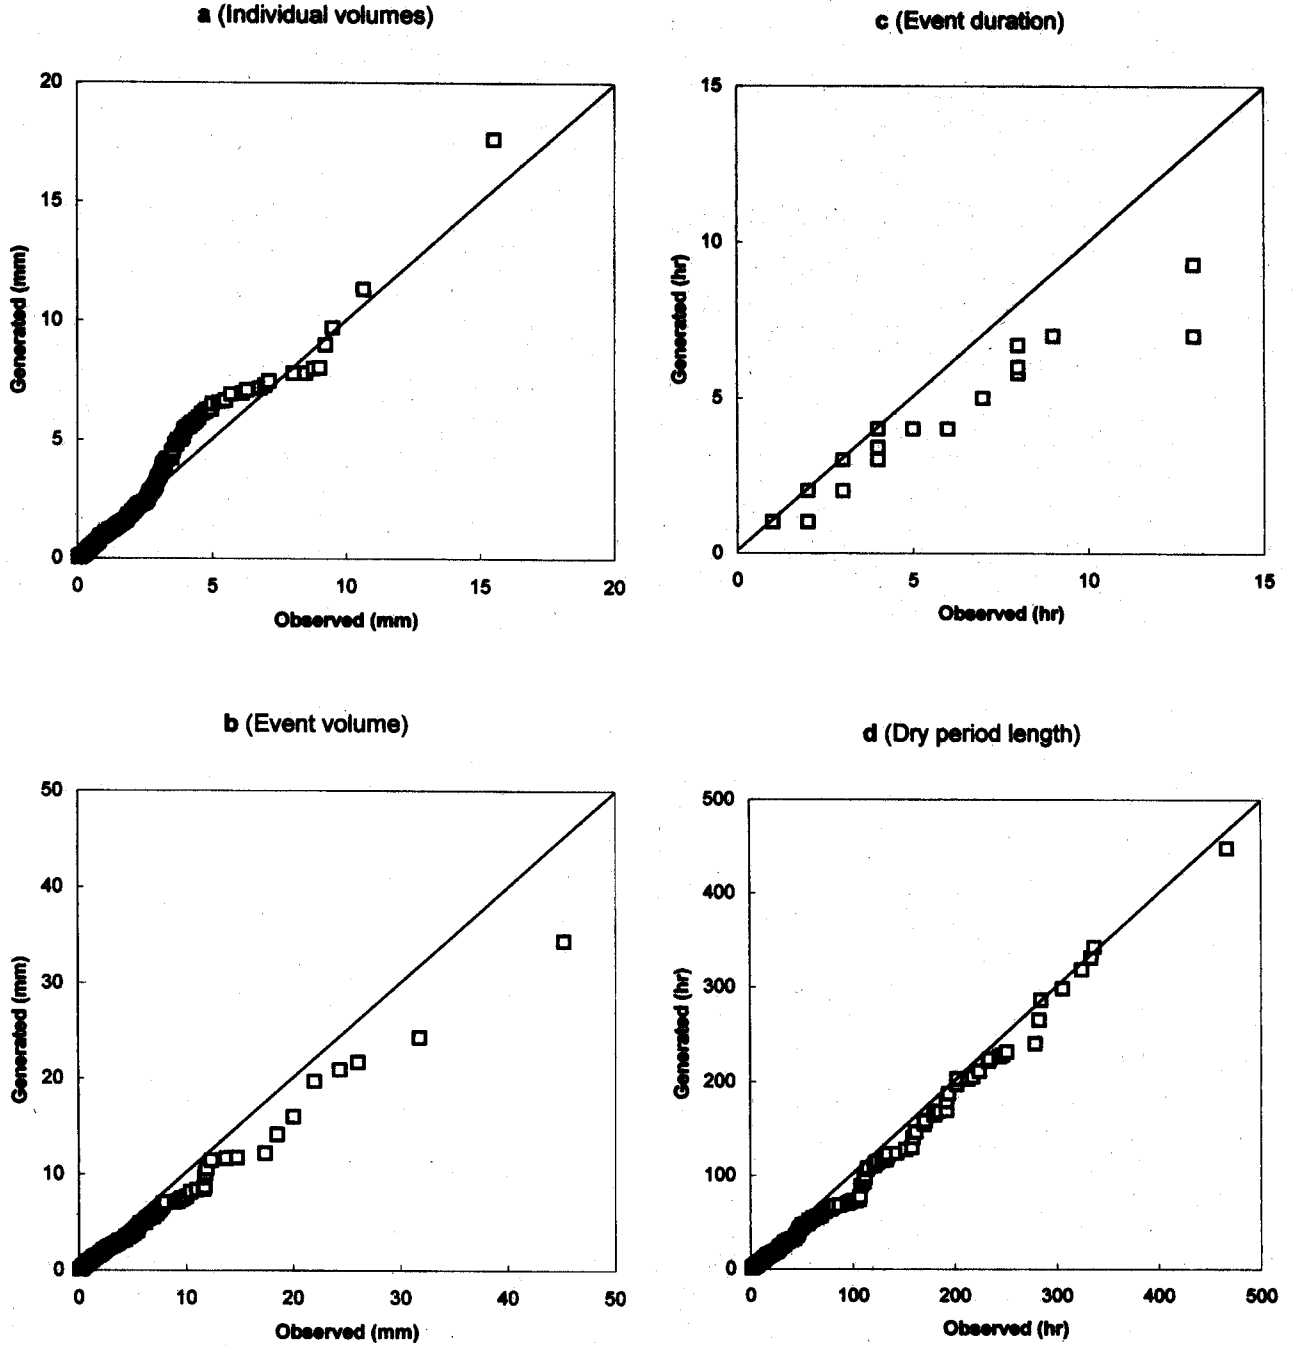 a (Individual volumes)
20
15
10
5
0
Generated (mm)
0 5 10 15 20
Observed (mm)
c (Event duration)
15
10
5
0
Generated (hr)
0 5 10 15
Observed (hr)
b (Event volume)
50
40
30
20
10
0
Generated (mm)
0 10 20 30 40 50
Observed (mm)
d (Dry period length)
500
400
300
200
100
0
Generated (hr)
0 100 200 300 400 500
Observed (hr)